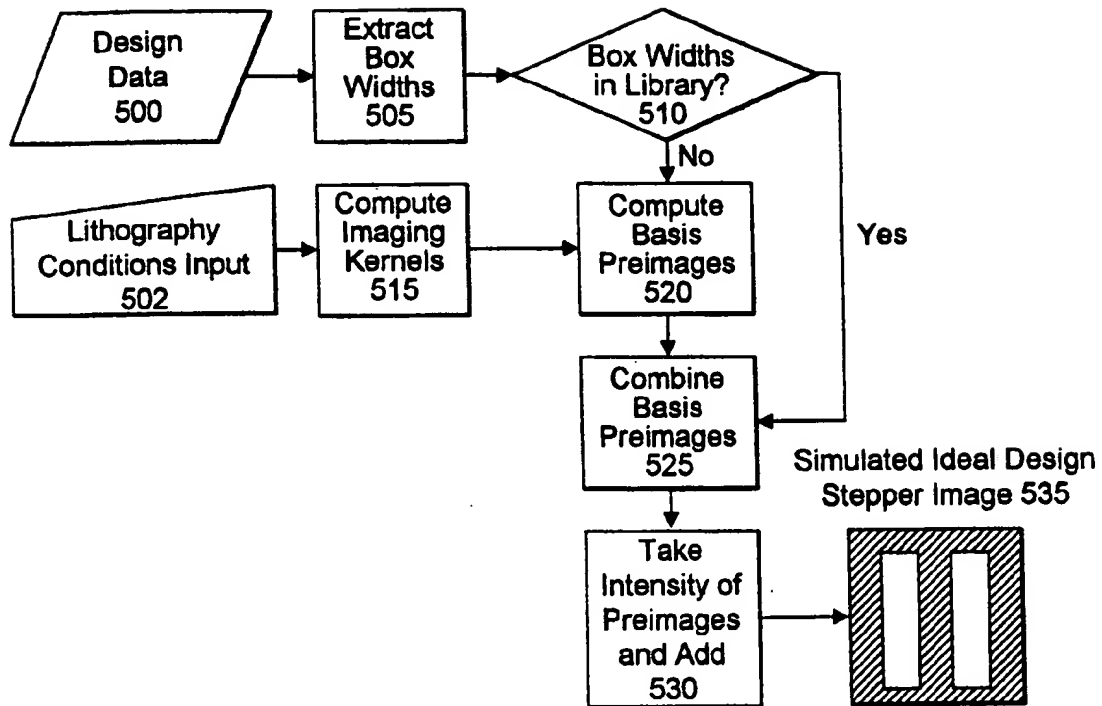 Design
Data
500
Extract
Box
Widths
505
Box Widths
in Library?
510
No
Yes
Lithography
Conditions Input
502
Compute
Imaging
Kernels
515
Compute
Basis
Preimages
520
Combine
Basis
Preimages
525
Simulated Ideal Design
Stepper Image 535
Take
Intensity of
Preimages
and Add
530